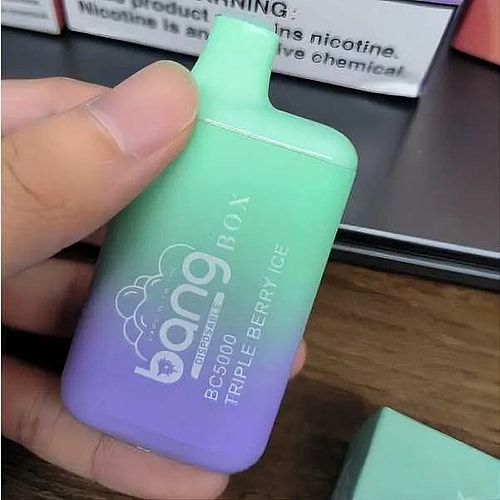 WARNING:
product
ins nicotine.
Nicotine is an
ive chemical.
bang BOX
DISPOSABLE
BC5000
TRIPLE BERRY ICE